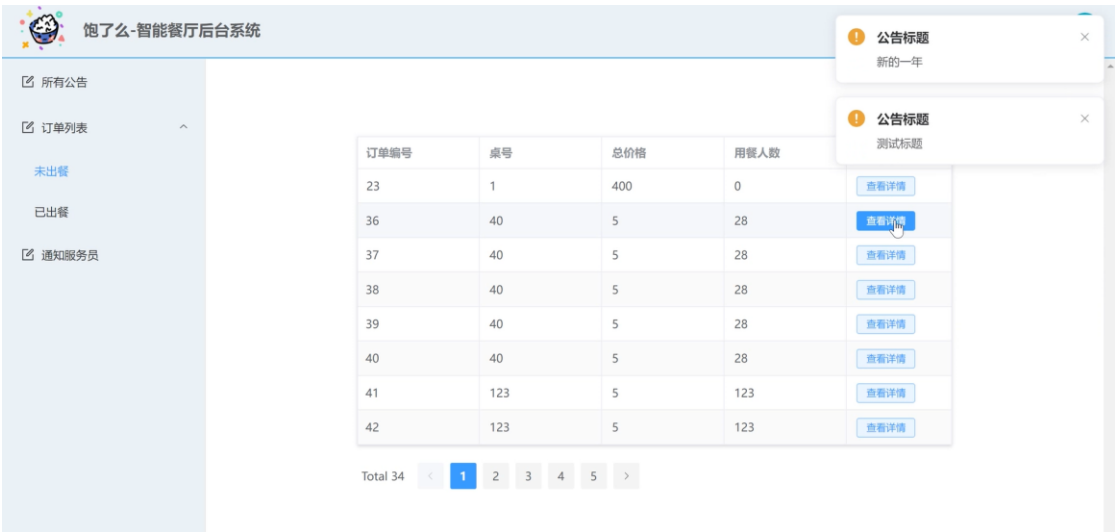 饱了么-智能餐厅后台系统
公告标题
新的一年
公告标题
测试标题
所有公告
订单列表
未出餐
已出餐
通知服务员
订单编号 桌号 总价格 用餐人数
23 1 400 0 查看详情
36 40 5 28 查看详情
37 40 5 28 查看详情
38 40 5 28 查看详情
39 40 5 28 查看详情
40 40 5 28 查看详情
41 123 5 123 查看详情
42 123 5 123 查看详情
Total 34 1 2 3 4 5